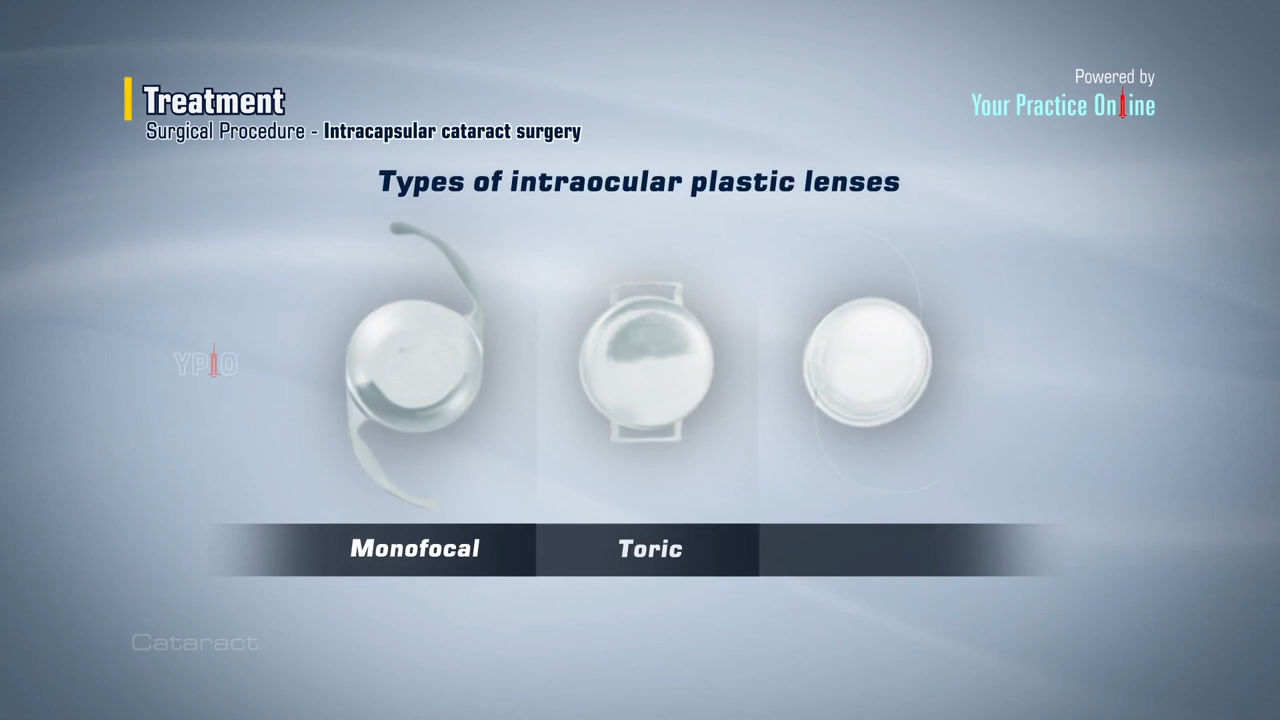 Treatment
Surgical Procedure - Intracapsular cataract surgery
Powered by
Your Practice Online
Types of intraocular plastic lenses
YPO
Monofocal
Toric
Cataract